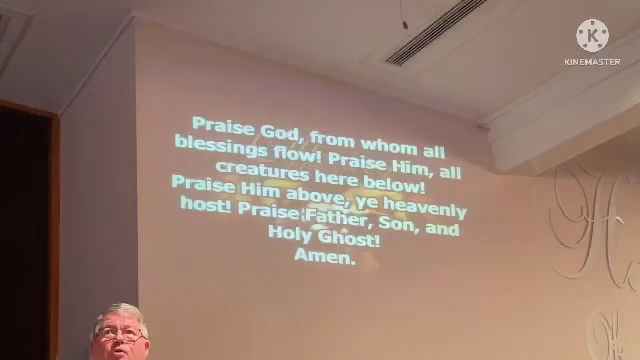 KINEMASTER
Praise God, from whom all
blessings flow! Praise Him, all
creatures here below!
Praise Him above, ye heavenly
host! Praise Father, Son, and
Holy Ghost!
Amen.